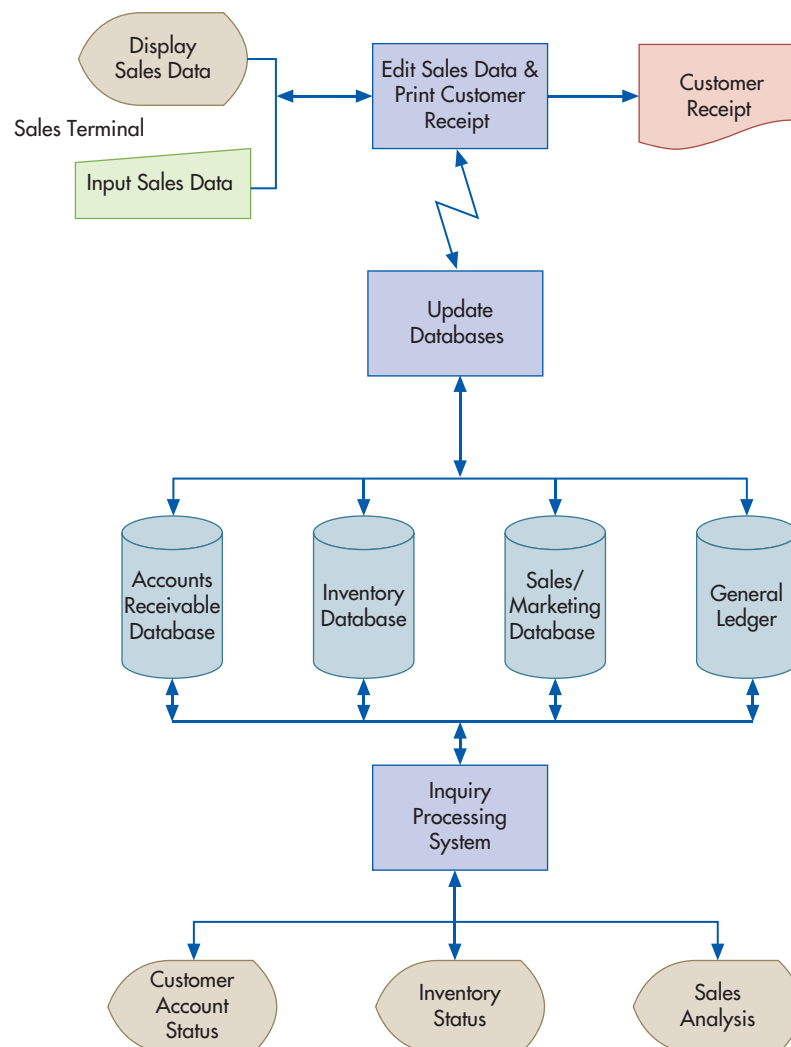 Display
Sales Data
Edit Sales Data &
Print Customer
Receipt
Customer
Receipt
Sales Terminal
Input Sales Data
Update
Databases
Accounts
Receivable
Database
Inventory
Database
Sales/
Marketing
Database
General
Ledger
Inquiry
Processing
System
Customer
Account
Status
Inventory
Status
Sales
Analysis